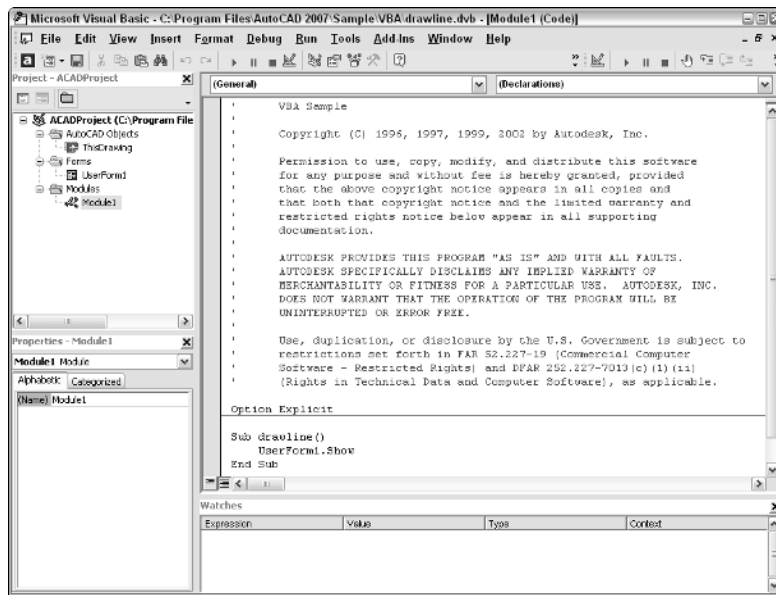 Microsoft Visual Basic - C:\Program Files\AutoCAD 2007\Sample\VBA\drawline.dvb - [Module1 (Code)]
File Edit View Insert Format Debug Run Tools Add-Ins Window Help
Project - ACADProject
ACADProject (C:\Program File
AutoCAD Objects
ThisDrawing
Forms
UserForm1
Modules
Module1
Properties - Module1
Module1 Module
Alphabetic Categorized
(Name) Module1
(General) (Declarations)
'
' VBA Sample
'
' Copyright (C) 1996, 1997, 1999, 2002 by Autodesk, Inc.
'
' Permission to use, copy, modify, and distribute this software
' for any purpose and without fee is hereby granted, provided
' that the above copyright notice appears in all copies and
' that both that copyright notice and the limited warranty and
' restricted rights notice below appear in all supporting
' documentation.
'
' AUTODESK PROVIDES THIS PROGRAM "AS IS" AND WITH ALL FAULTS.
' AUTODESK SPECIFICALLY DISCLAIMS ANY IMPLIED WARRANTY OF
' MERCHANTABILITY OR FITNESS FOR A PARTICULAR USE. AUTODESK, INC.
' DOES NOT WARRANT THAT THE OPERATION OF THE PROGRAM WILL BE
' UNINTERRUPTED OR ERROR FREE.
'
' Use, duplication, or disclosure by the U.S. Government is subject to
' restrictions set forth in FAR 52.227-19 (Commercial Computer
' Software - Restricted Rights) and DFAR 252.227-7013(c)(1)(ii)
' (Rights in Technical Data and Computer Software), as applicable.
Option Explicit
Sub drawline()
UserForm1.Show
End Sub
Watches
Expression Value Type Context